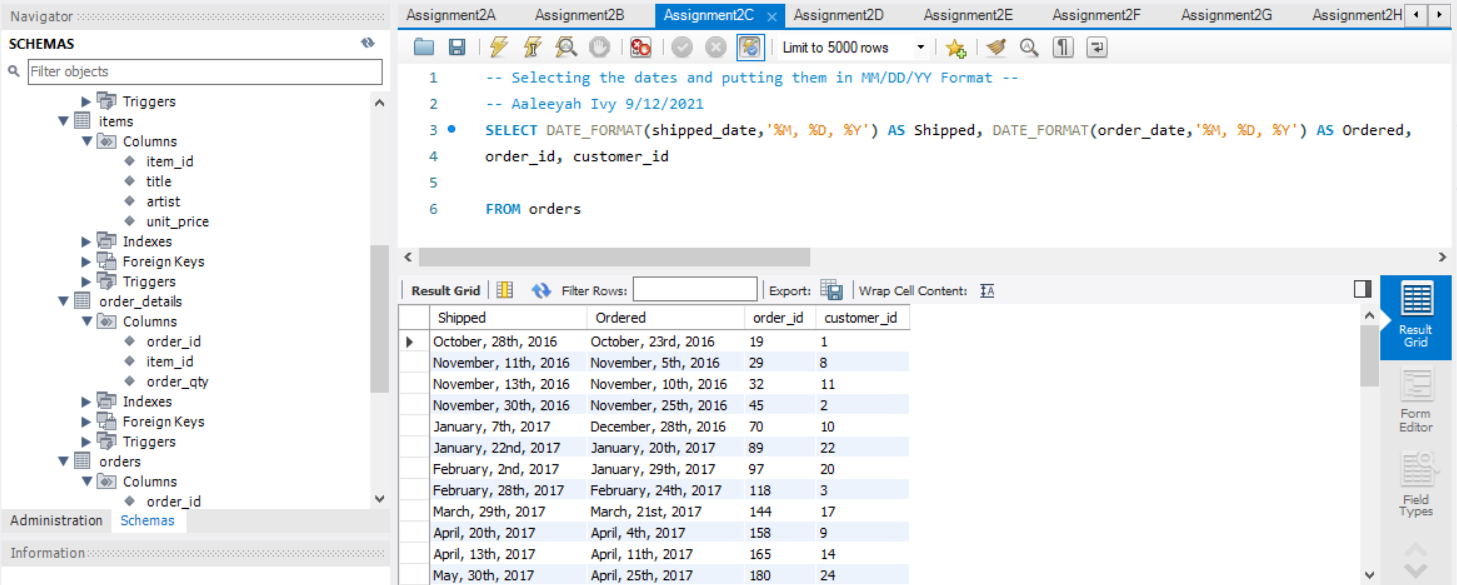 Navigator
SCHEMAS
Filter objects
Triggers
items
Columns
item_id
title
artist
unit_price
Indexes
Foreign Keys
Triggers
order_details
Columns
order_id
item_id
order_qty
Indexes
Foreign Keys
Triggers
orders
Columns
order_id
Administration Schemas
Information
Assignment2A Assignment2B Assignment2C Assignment2D Assignment2E Assignment2F Assignment2G Assignment2H
Limit to 5000 rows
1 -- Selecting the dates and putting them in MM/DD/YY Format --
2 -- Aaleeyah Ivy 9/12/2021
3 SELECT DATE_FORMAT(shipped_date,'%M, %D, %Y') AS Shipped, DATE_FORMAT(order_date,'%M, %D, %Y') AS Ordered,
4 order_id, customer_id
5
6 FROM orders
Result Grid Filter Rows: Export: Wrap Cell Content:
Shipped Ordered order_id customer_id
October, 28th, 2016 October, 23rd, 2016 19 1
November, 11th, 2016 November, 5th, 2016 29 8
November, 13th, 2016 November, 10th, 2016 32 11
November, 30th, 2016 November, 25th, 2016 45 2
January, 7th, 2017 December, 28th, 2016 70 10
January, 22nd, 2017 January, 20th, 2017 89 22
February, 2nd, 2017 January, 29th, 2017 97 20
February, 28th, 2017 February, 24th, 2017 118 3
March, 29th, 2017 March, 21st, 2017 144 17
April, 20th, 2017 April, 4th, 2017 158 9
April, 13th, 2017 April, 11th, 2017 165 14
May, 30th, 2017 April, 25th, 2017 180 24
Result
Grid
Form
Editor
Field
Types